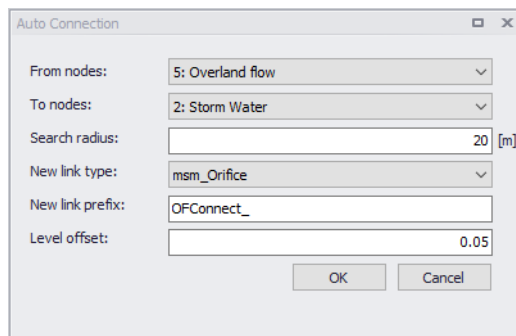 Auto Connection
From nodes: 5: Overland flow
To nodes: 2: Storm Water
Search radius: 20 [m]
New link type: msm_Orifice
New link prefix: OFConnect_
Level offset: 0.05
OK Cancel